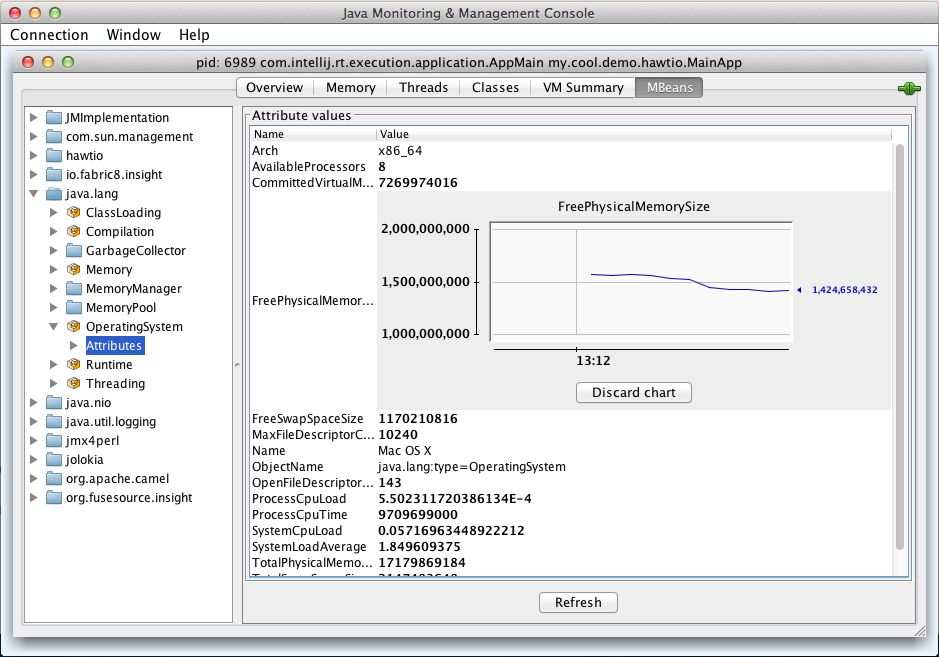 Java Monitoring & Management Console
Connection Window Help
pid: 6989 com.intellij.rt.execution.application.AppMain my.cool.demo.hawtio.MainApp
Overview Memory Threads Classes VM Summary MBeans
JMImplementation
com.sun.management
hawtio
io.fabric8.insight
java.lang
ClassLoading
Compilation
GarbageCollector
Memory
MemoryManager
MemoryPool
OperatingSystem
Attributes
Runtime
Threading
java.nio
java.util.logging
jmx4perl
jolokia
org.apache.camel
org.fusesource.insight
Attribute values
Name Value
Arch x86_64
AvailableProcessors 8
CommittedVirtualM... 7269974016
FreePhysicalMemor...
FreePhysicalMemorySize
2,000,000,000
1,500,000,000
1,000,000,000
1,424,658,432
13:12
Discard chart
FreeSwapSpaceSize 1170210816
MaxFileDescriptorC... 10240
Name Mac OS X
ObjectName java.lang:type=OperatingSystem
OpenFileDescriptor... 143
ProcessCpuLoad 5.502311720386134E-4
ProcessCpuTime 9709699000
SystemCpuLoad 0.05716963448922212
SystemLoadAverage 1.849609375
TotalPhysicalMemo... 17179869184
Refresh